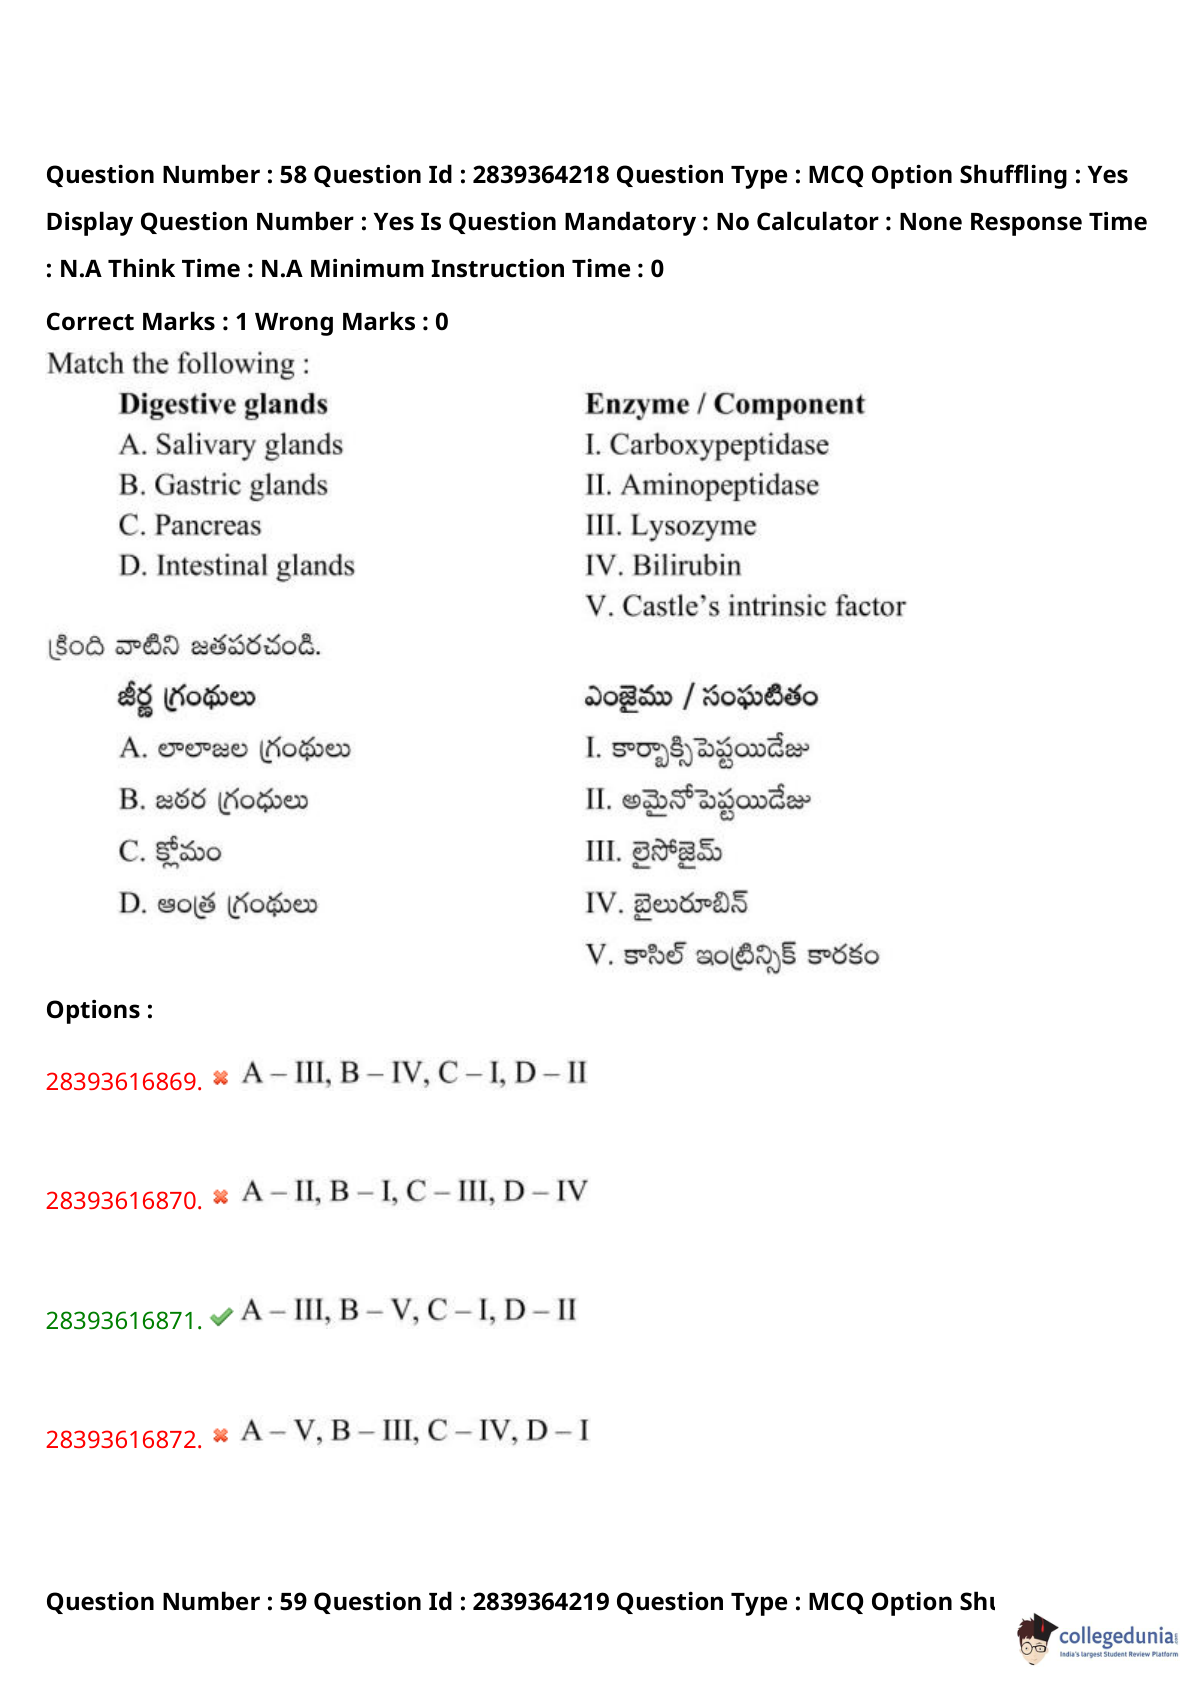 Question Number : 58 Question Id : 2839364218 Question Type : MCQ Option Shuffling : Yes
Display Question Number : Yes Is Question Mandatory : No Calculator : None Response Time
: N.A Think Time : N.A Minimum Instruction Time : 0
Correct Marks : 1 Wrong Marks : 0
Match the following :
Digestive glands Enzyme / Component
A. Salivary glands I. Carboxypeptidase
B. Gastric glands II. Aminopeptidase
C. Pancreas III. Lysozyme
D. Intestinal glands IV. Bilirubin
V. Castle's intrinsic factor
క్రింది వాటిని జతపరచండి.
జీర్ణ గ్రంథులు ఎంజైము / సంఘటితం
A. లాలాజల గ్రంథులు I. కార్బాక్సిపెప్టయిడేజు
B. జఠర గ్రంధులు II. అమైనోపెప్టయిడేజు
C. క్లోమం III. లైసోజైమ్
D. ఆంత్ర గ్రంథులు IV. బైలురూబిన్
V. కాసిల్ ఇంట్రిన్సిక్ కారకం
Options :
28393616869. A – III, B – IV, C – I, D – II
28393616870. A – II, B – I, C – III, D – IV
28393616871. A – III, B – V, C – I, D – II
28393616872. A – V, B – III, C – IV, D – I
Question Number : 59 Question Id : 2839364219 Question Type : MCQ Option Shu
collegedunia
India's largest Student Review Platform